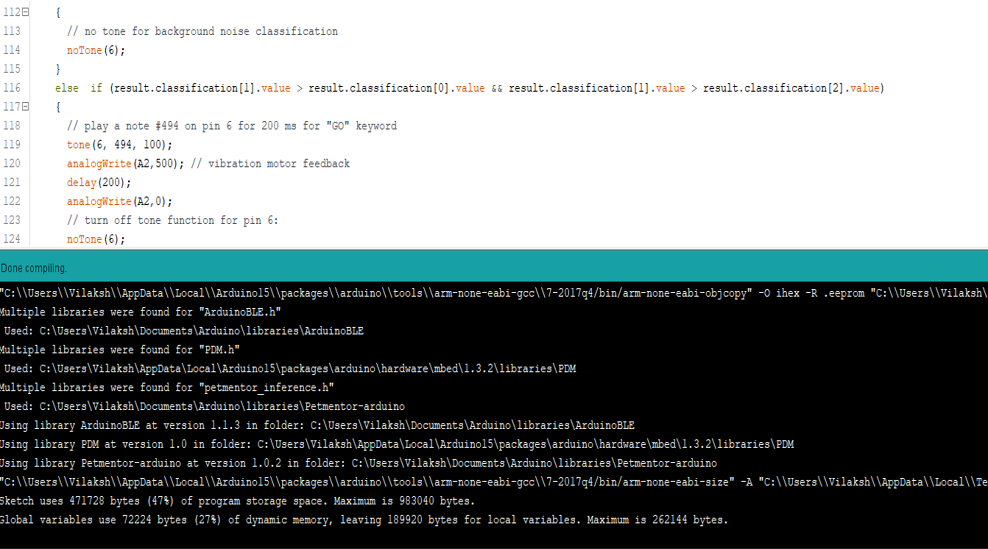 112 {
113 // no tone for background noise classification
114 noTone(6);
115 }
116 else if (result.classification[1].value > result.classification[0].value && result.classification[1].value > result.classification[2].value)
117 {
118 // play a note #494 on pin 6 for 200 ms for "GO" keyword
119 tone(6, 494, 100);
120 analogWrite(A2,500); // vibration motor feedback
121 delay(200);
122 analogWrite(A2,0);
123 // turn off tone function for pin 6:
124 noTone(6);
Done compiling.
"C:\\Users\\Vilaksh\\AppData\\Local\\Arduino15\\packages\\arduino\\tools\\arm-none-eabi-gcc\\7-2017q4/bin/arm-none-eabi-objcopy" -O ihex -R .eeprom "C:\\Users\\Vilaksh\
Multiple libraries were found for "ArduinoBLE.h"
Used: C:\Users\Vilaksh\Documents\Arduino\libraries\ArduinoBLE
Multiple libraries were found for "PDM.h"
Used: C:\Users\Vilaksh\AppData\Local\Arduino15\packages\arduino\hardware\mbed\1.3.2\libraries\PDM
Multiple libraries were found for "petmentor_inference.h"
Used: C:\Users\Vilaksh\Documents\Arduino\libraries\Petmentor-arduino
Using library ArduinoBLE at version 1.1.3 in folder: C:\Users\Vilaksh\Documents\Arduino\libraries\ArduinoBLE
Using library PDM at version 1.0 in folder: C:\Users\Vilaksh\AppData\Local\Arduino15\packages\arduino\hardware\mbed\1.3.2\libraries\PDM
Using library Petmentor-arduino at version 1.0.2 in folder: C:\Users\Vilaksh\Documents\Arduino\libraries\Petmentor-arduino
"C:\\Users\\Vilaksh\\AppData\\Local\\Arduino15\\packages\\arduino\\tools\\arm-none-eabi-gcc\\7-2017q4/bin/arm-none-eabi-size" -A "C:\\Users\\Vilaksh\\AppData\\Local\\Te
Sketch uses 471728 bytes (47%) of program storage space. Maximum is 983040 bytes.
Global variables use 72224 bytes (27%) of dynamic memory, leaving 189920 bytes for local variables. Maximum is 262144 bytes.